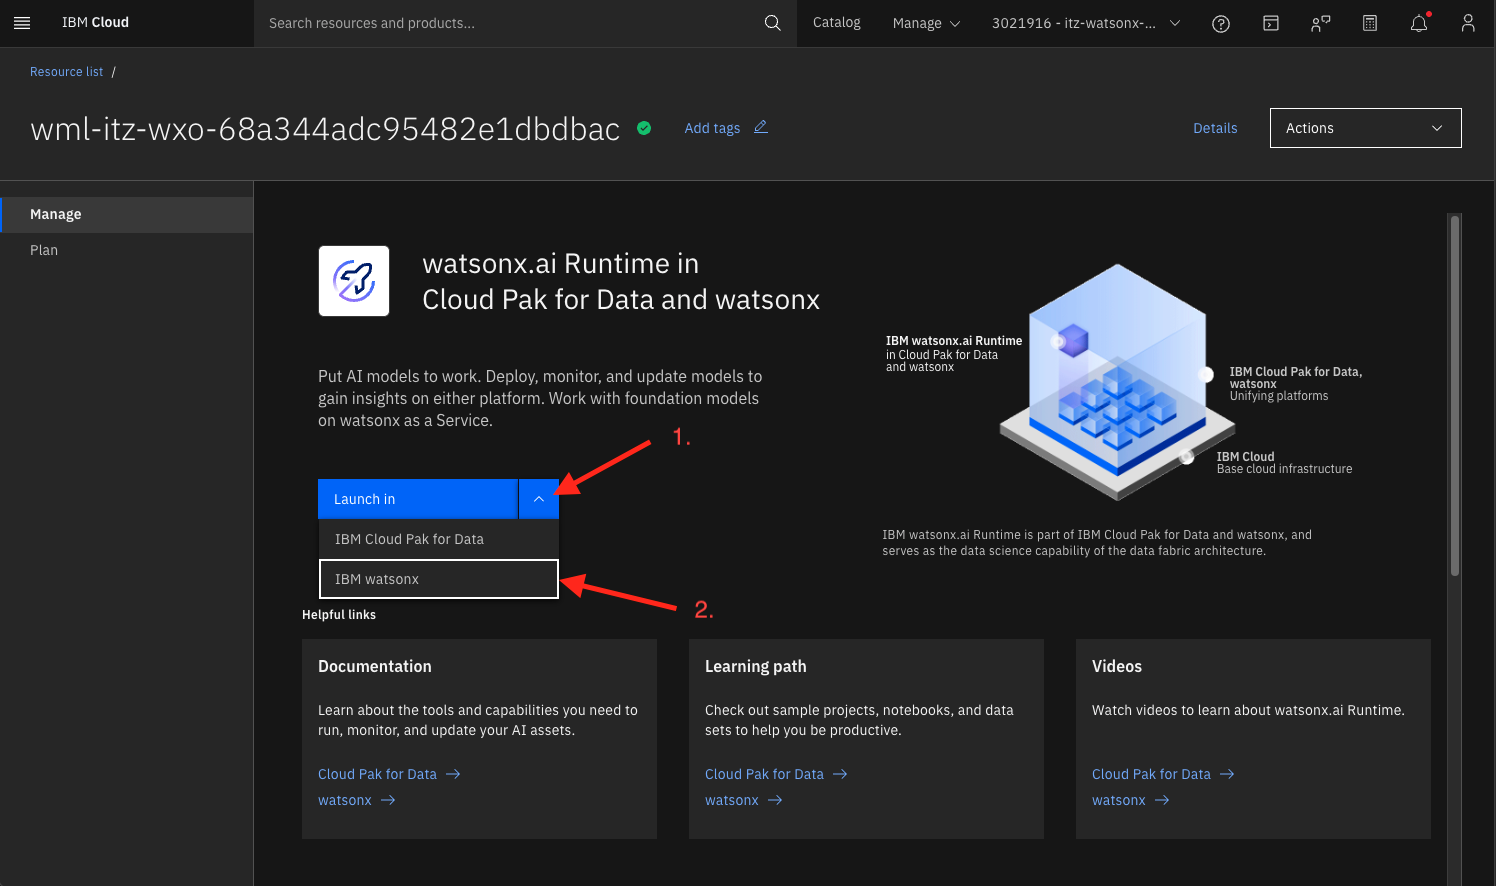 IBM Cloud
Search resources and products...
Catalog
Manage
3021916 - itz-watsonx-...
Resource list /
wml-itz-wxo-68a344adc95482e1dbdbac
Add tags
Details
Actions
Manage
Plan
watsonx.ai Runtime in
Cloud Pak for Data and watsonx
Put AI models to work. Deploy, monitor, and update models to
gain insights on either platform. Work with foundation models
on watsonx as a Service.
1.
Launch in
IBM Cloud Pak for Data
IBM watsonx
2.
IBM watsonx.ai Runtime
in Cloud Pak for Data
and watsonx
IBM Cloud Pak for Data,
watsonx
Unifying platforms
IBM Cloud
Base cloud infrastructure
IBM watsonx.ai Runtime is part of IBM Cloud Pak for Data and watsonx, and
serves as the data science capability of the data fabric architecture.
Helpful links
Documentation
Learn about the tools and capabilities you need to
run, monitor, and update your AI assets.
Cloud Pak for Data
watsonx
Learning path
Check out sample projects, notebooks, and data
sets to help you be productive.
Cloud Pak for Data
watsonx
Videos
Watch videos to learn about watsonx.ai Runtime.
Cloud Pak for Data
watsonx